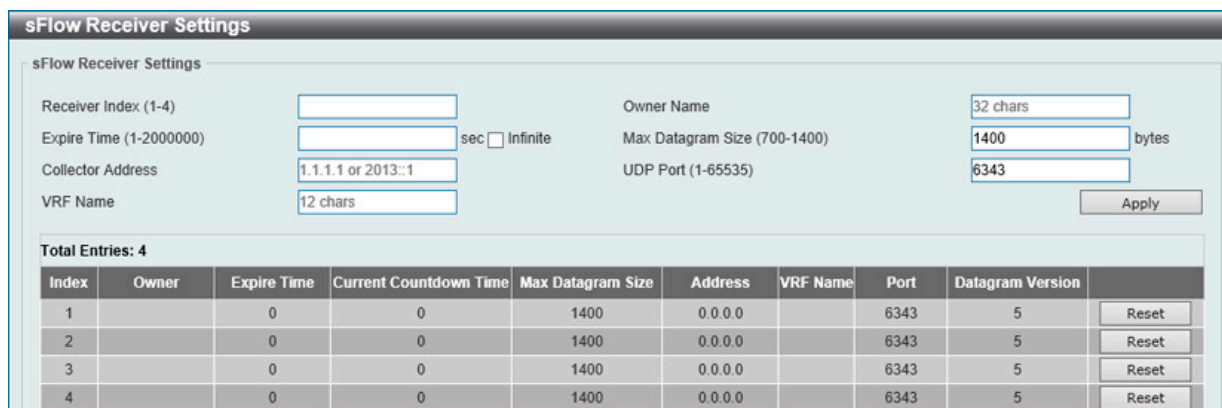 sFlow Receiver Settings
sFlow Receiver Settings
Receiver Index (1-4) Owner Name 32 chars
Expire Time (1-2000000) sec Infinite Max Datagram Size (700-1400) 1400 bytes
Collector Address 1.1.1.1 or 2013::1 UDP Port (1-65535) 6343
VRF Name 12 chars Apply
Total Entries: 4
Index Owner Expire Time Current Countdown Time Max Datagram Size Address VRF Name Port Datagram Version
1 0 0 1400 0.0.0.0 6343 5 Reset
2 0 0 1400 0.0.0.0 6343 5 Reset
3 0 0 1400 0.0.0.0 6343 5 Reset
4 0 0 1400 0.0.0.0 6343 5 Reset